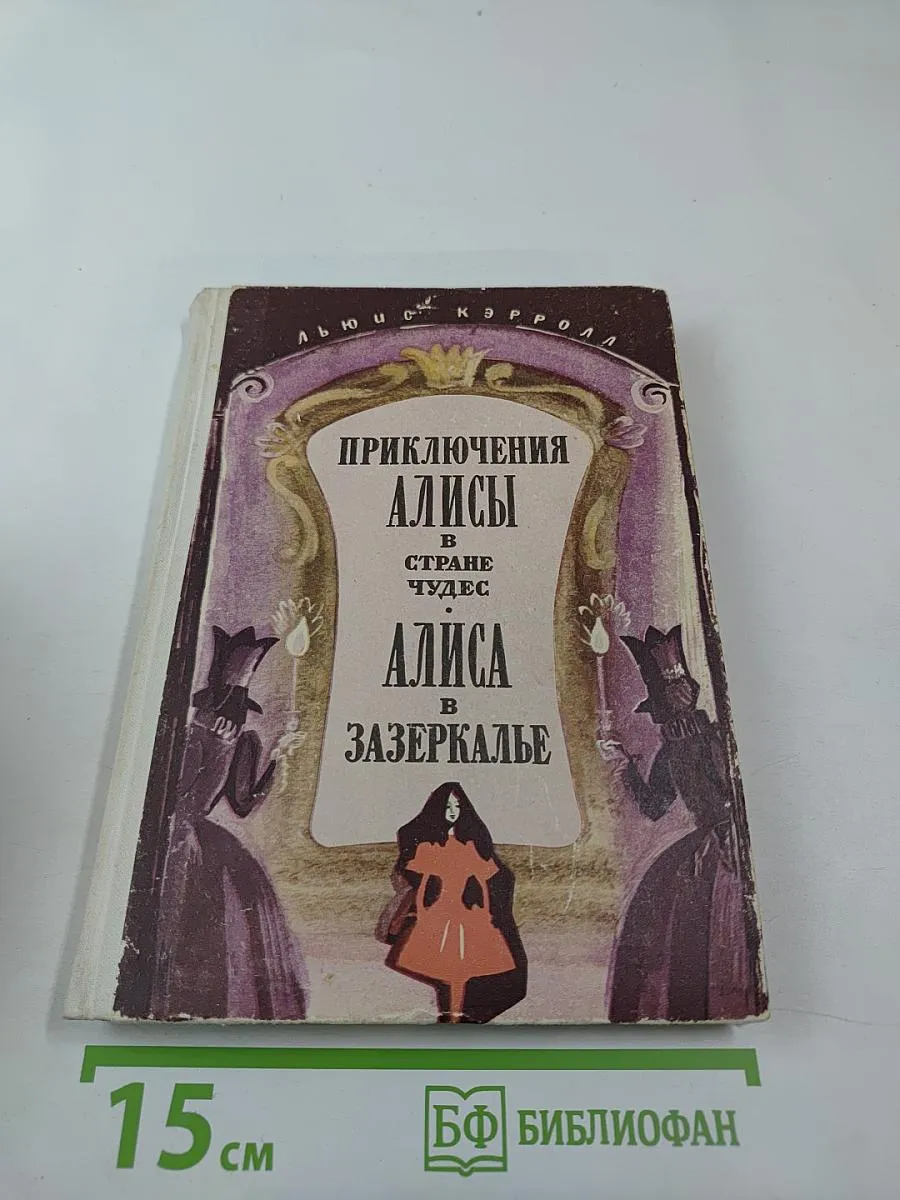 ЛЬЮИС КЭРРОЛЛ
ПРИКЛЮЧЕНИЯ
АЛИСЫ
В
СТРАНЕ
ЧУДЕС
·
АЛИСА
В
ЗАЗЕРКАЛЬЕ
15 см
БФ БИБЛИОФАН